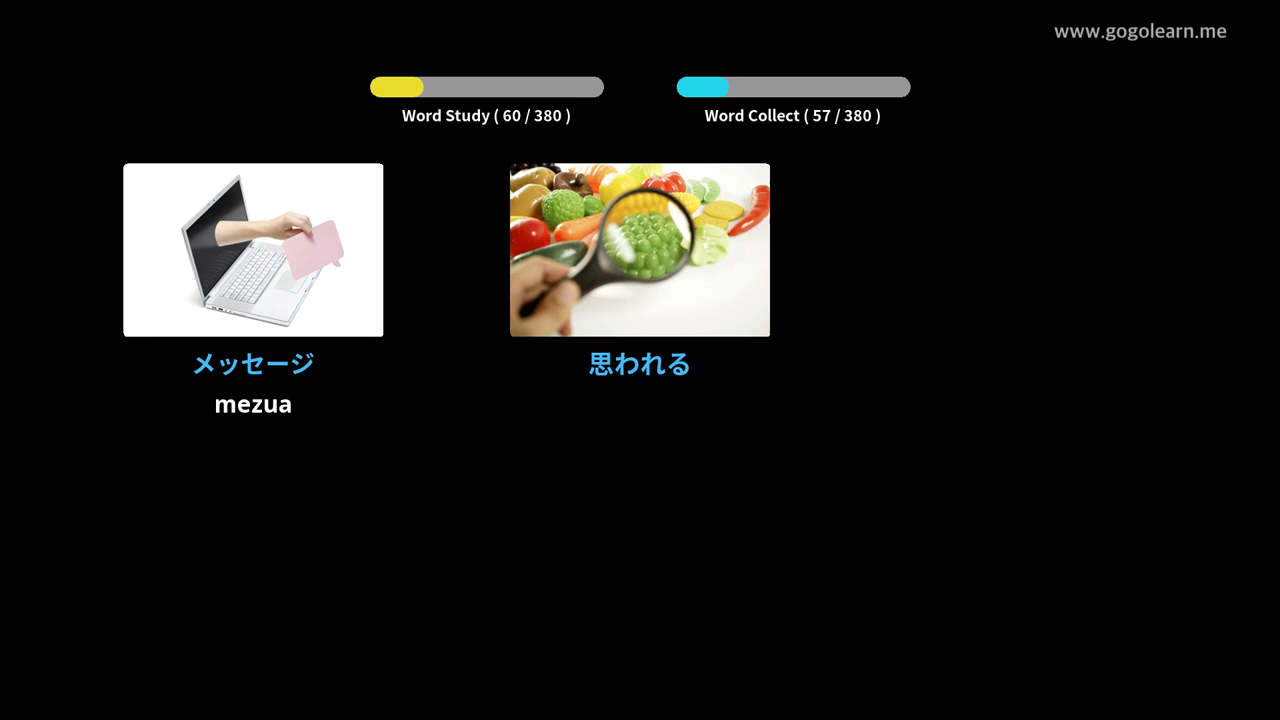 www.gogolearn.me
Word Study ( 60 / 380 )
Word Collect ( 57 / 380 )
メッセージ
思われる
mezua